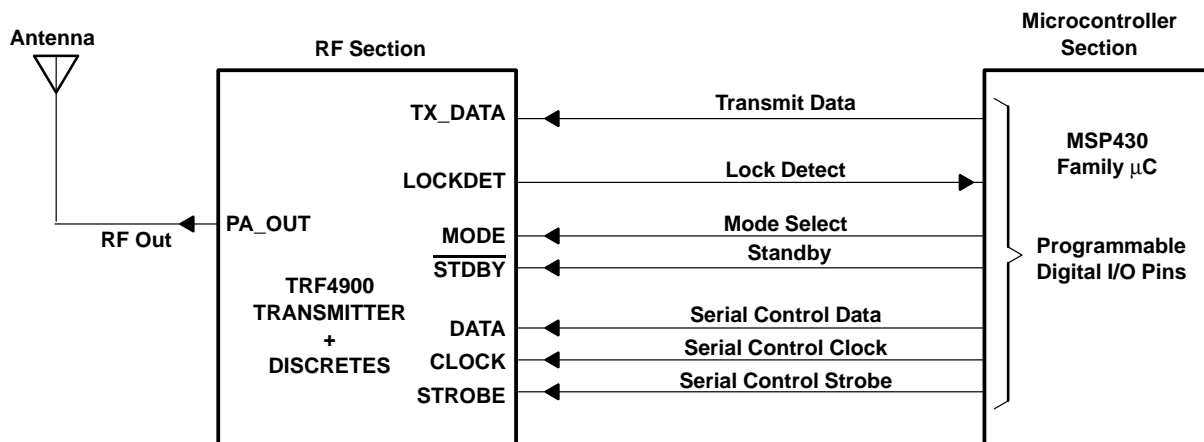 Antenna
RF Section
Microcontroller
Section
TX_DATA
Transmit Data
MSP430
Family μC
LOCKDET
Lock Detect
RF Out
PA_OUT
MODE
Mode Select
STDBY
Standby
Programmable
Digital I/O Pins
TRF4900
TRANSMITTER
+
DISCRETES
DATA
Serial Control Data
CLOCK
Serial Control Clock
STROBE
Serial Control Strobe